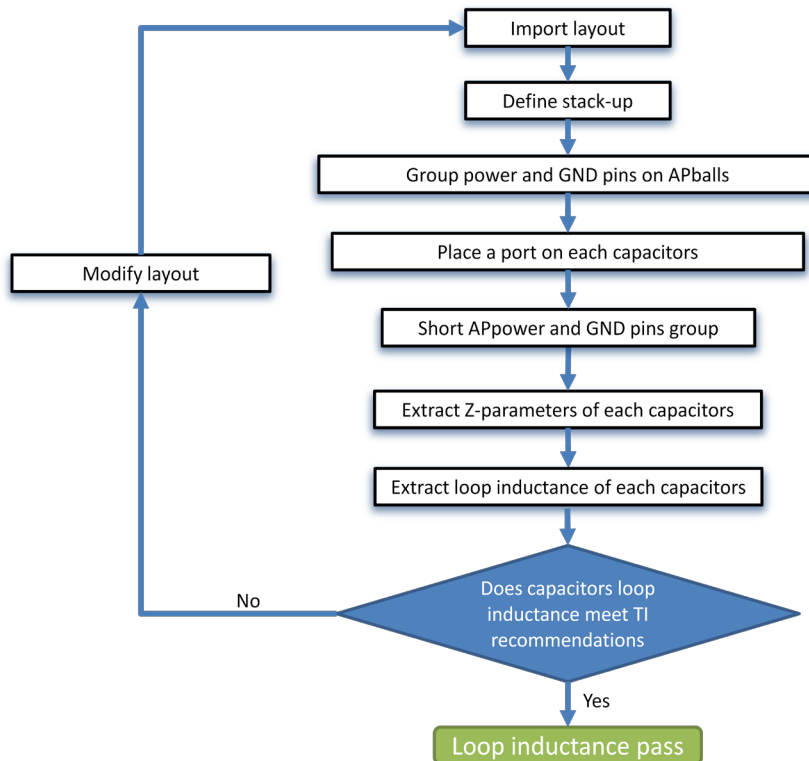 Import layout
Define stack-up
Group power and GND pins on APballs
Place a port on each capacitors
Modify layout
Short APpower and GND pins group
Extract Z-parameters of each capacitors
Extract loop inductance of each capacitors
Does capacitors loop
inductance meet TI
recommendations
No
Yes
Loop inductance pass